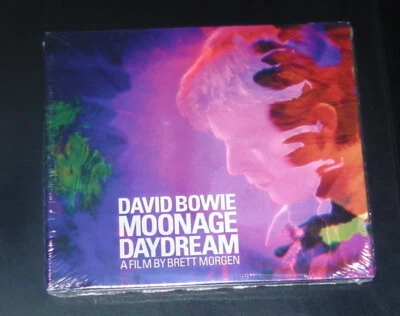 DAVID BOWIE
MOONAGE
DAYDREAM
A FILM BY BRETT MORGEN